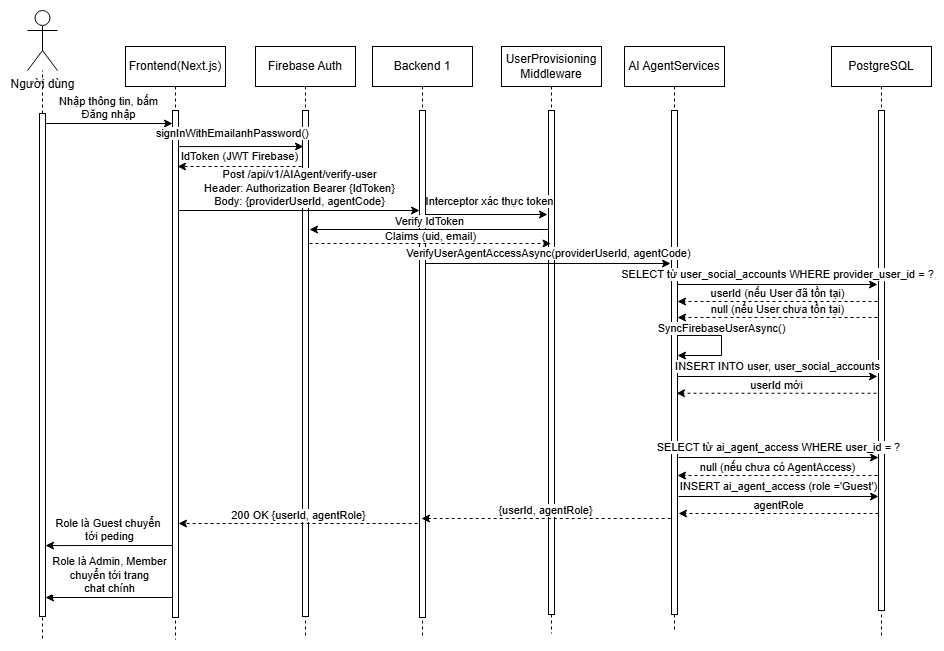 Người dùng
Frontend(Next.js)
Firebase Auth
Backend 1
UserProvisioning
Middleware
AI AgentServices
PostgreSQL
Nhập thông tin, bấm
Đăng nhập
signInWithEmailanhPassword()
IdToken (JWT Firebase)
Post /api/v1/AIAgent/verify-user
Header: Authorization Bearer {IdToken}
Body: {providerUserId, agentCode}
Interceptor xác thực token
Verify IdToken
Claims (uid, email)
VerifyUserAgentAccessAsync(providerUserId, agentCode)
SELECT từ user_social_accounts WHERE provider_user_id = ?
userId (nếu User đã tồn tại)
null (nếu User chưa tồn tại)
SyncFirebaseUserAsync()
INSERT INTO user, user_social_accounts
userId mới
SELECT từ ai_agent_access WHERE user_id = ?
null (nếu chưa có AgentAccess)
INSERT ai_agent_access (role ='Guest')
agentRole
{userId, agentRole}
200 OK {userId, agentRole}
Role là Guest chuyển
tới peding
Role là Admin, Member
chuyển tới trang
chat chính